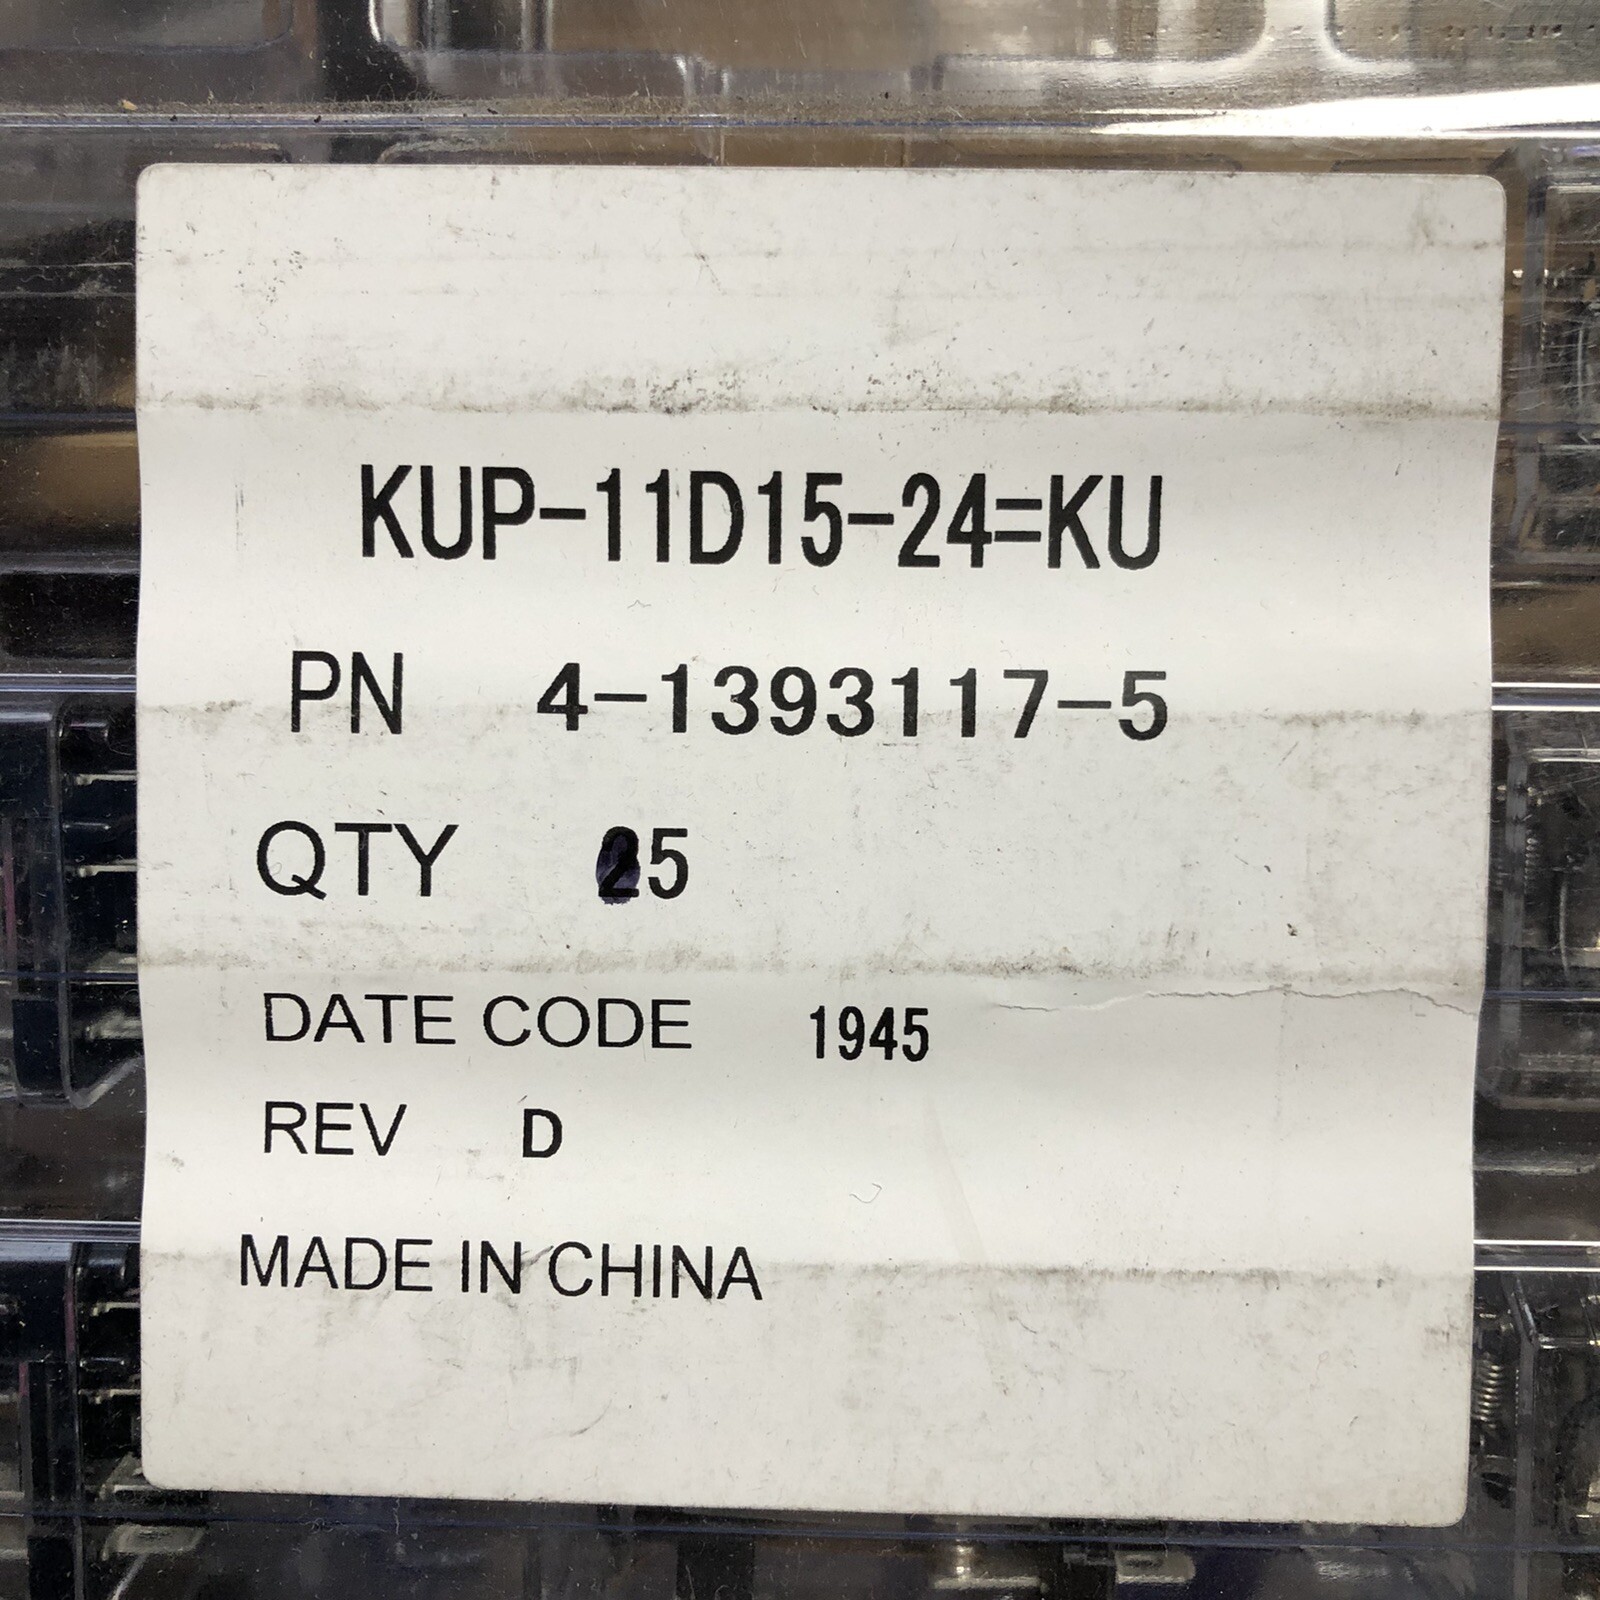 KUP-11D15-24=KU
PN 4-1393117-5
QTY 25
DATE CODE 1945
REV D
MADE IN CHINA